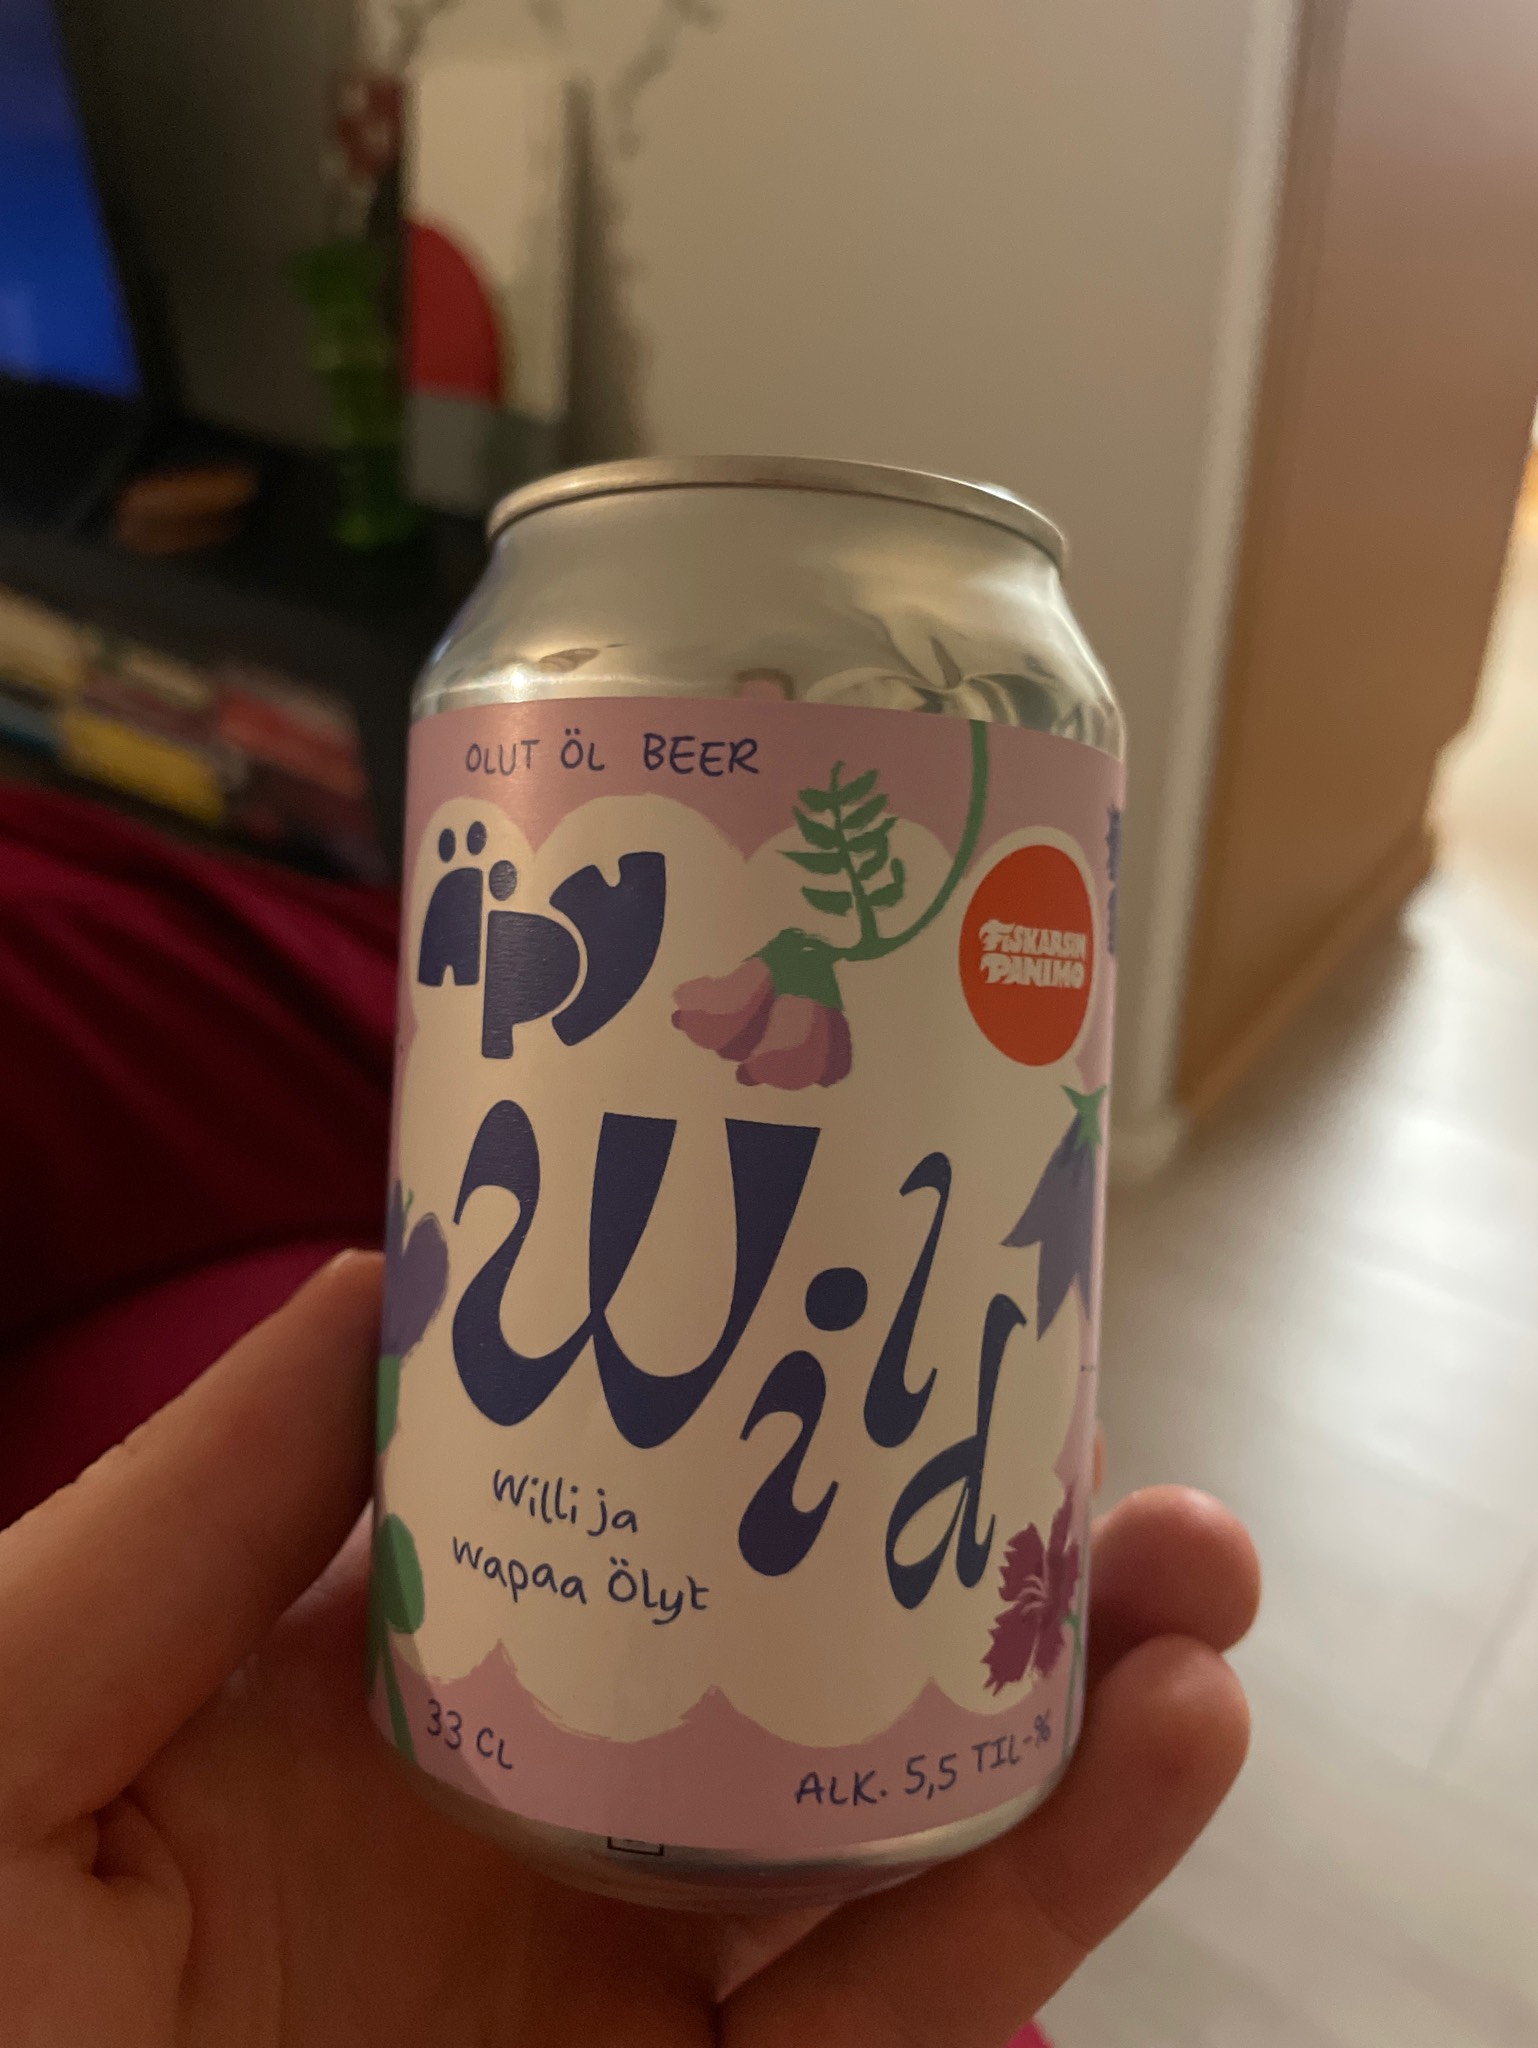 OLUT ÖL BEER
äpy
FISKARSIN
PANIMO
Wild
Willi ja
wapaa Ölyt
33 CL
ALK. 5,5 TIL-%